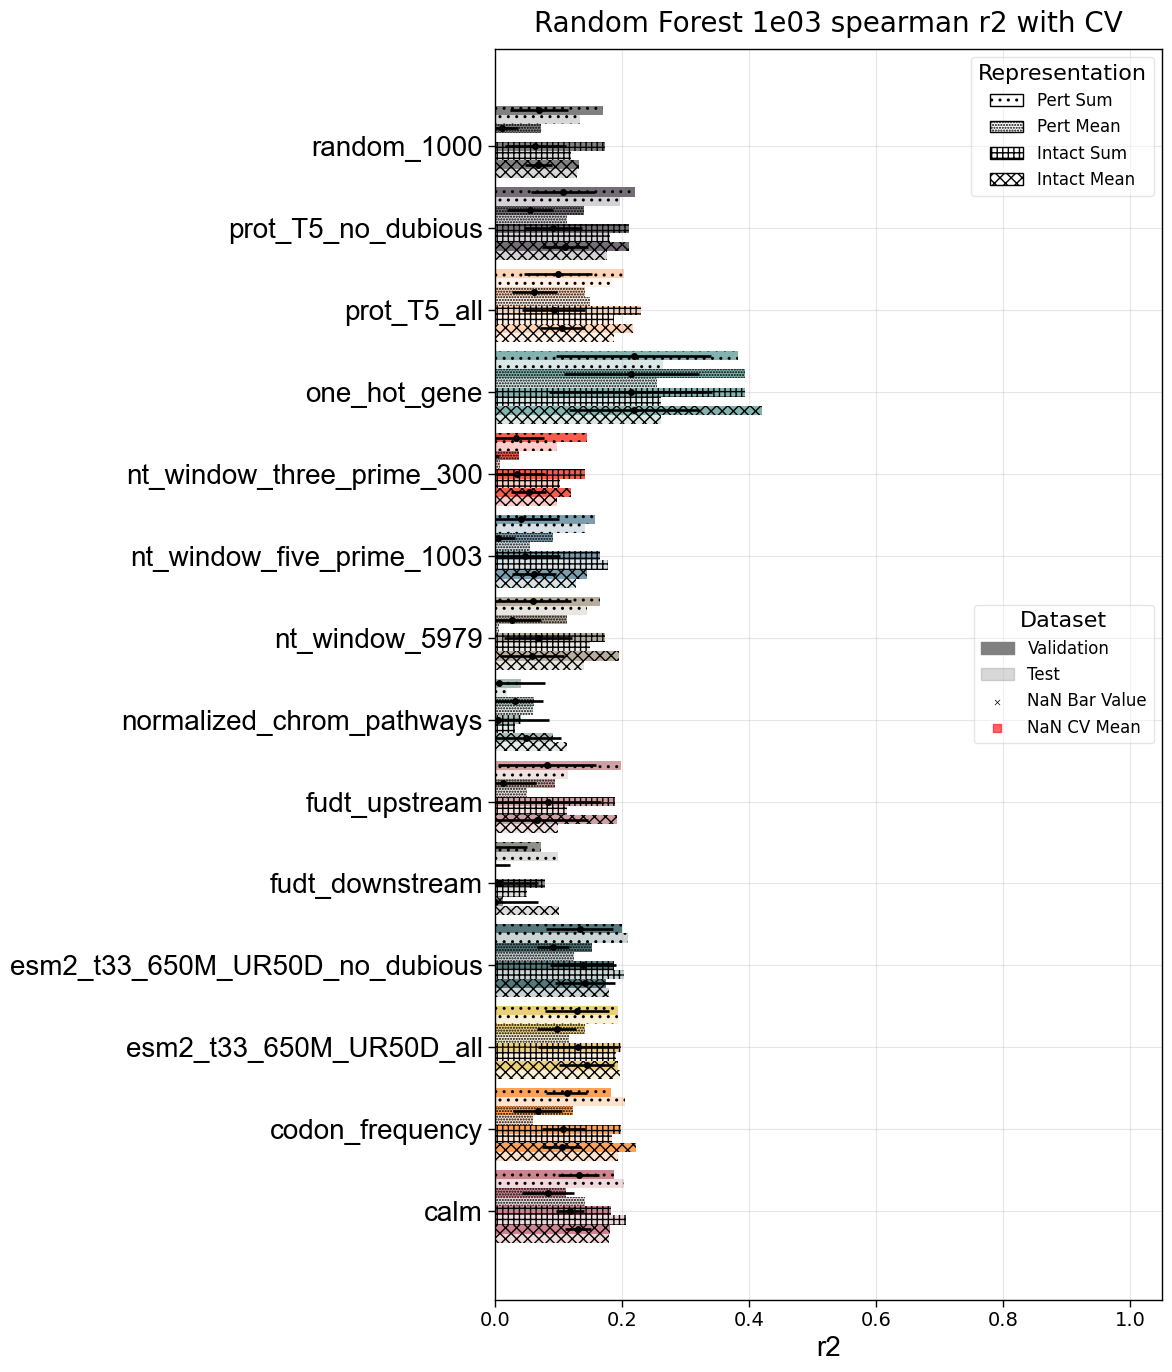 Random Forest 1e03 spearman r2 with CV
Representation
Pert Sum
Pert Mean
Intact Sum
Intact Mean
random_1000
prot_T5_no_dubious
prot_T5_all
one_hot_gene
nt_window_three_prime_300
nt_window_five_prime_1003
nt_window_5979
normalized_chrom_pathways
fudt_upstream
fudt_downstream
esm2_t33_650M_UR50D_no_dubious
esm2_t33_650M_UR50D_all
codon_frequency
calm
Dataset
Validation
Test
NaN Bar Value
NaN CV Mean
0.0 0.2 0.4 0.6 0.8 1.0
r2